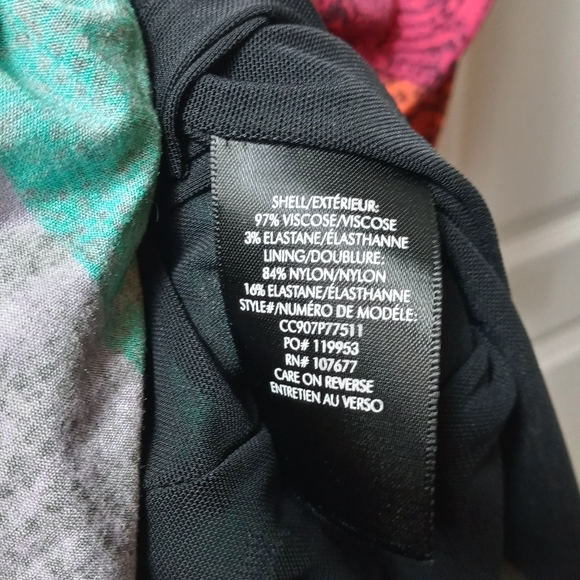 SHELL/EXTÉRIEUR:
97% VISCOSE/VISCOSE
3% ELASTANE/ÉLASTHANNE
LINING/DOUBLURE:
84% NYLON/NYLON
16% ELASTANE/ÉLASTHANNE
STYLE#/NUMÉRO DE MODÈLE:
CC907P77511
PO# 119953
RN# 107677
CARE ON REVERSE
ENTRETIEN AU VERSO